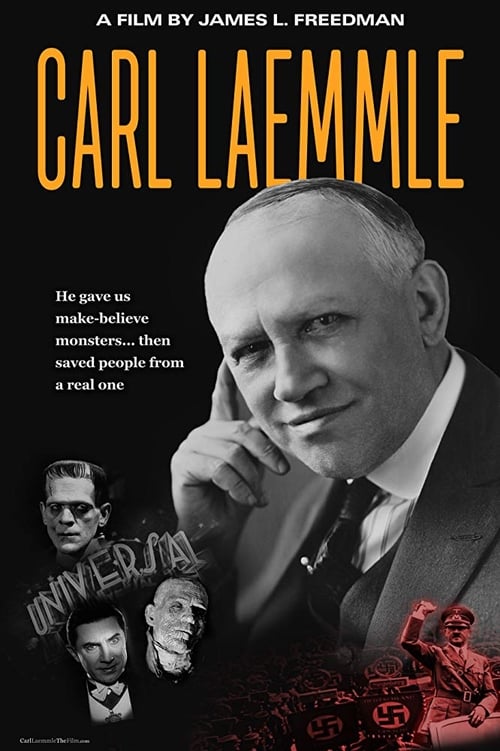 A FILM BY JAMES L. FREEDMAN
CARL LAEMMLE
He gave us
make-believe
monsters... then
saved people from
a real one
UNIVERSAL
CarlLaemmleTheFilm.com